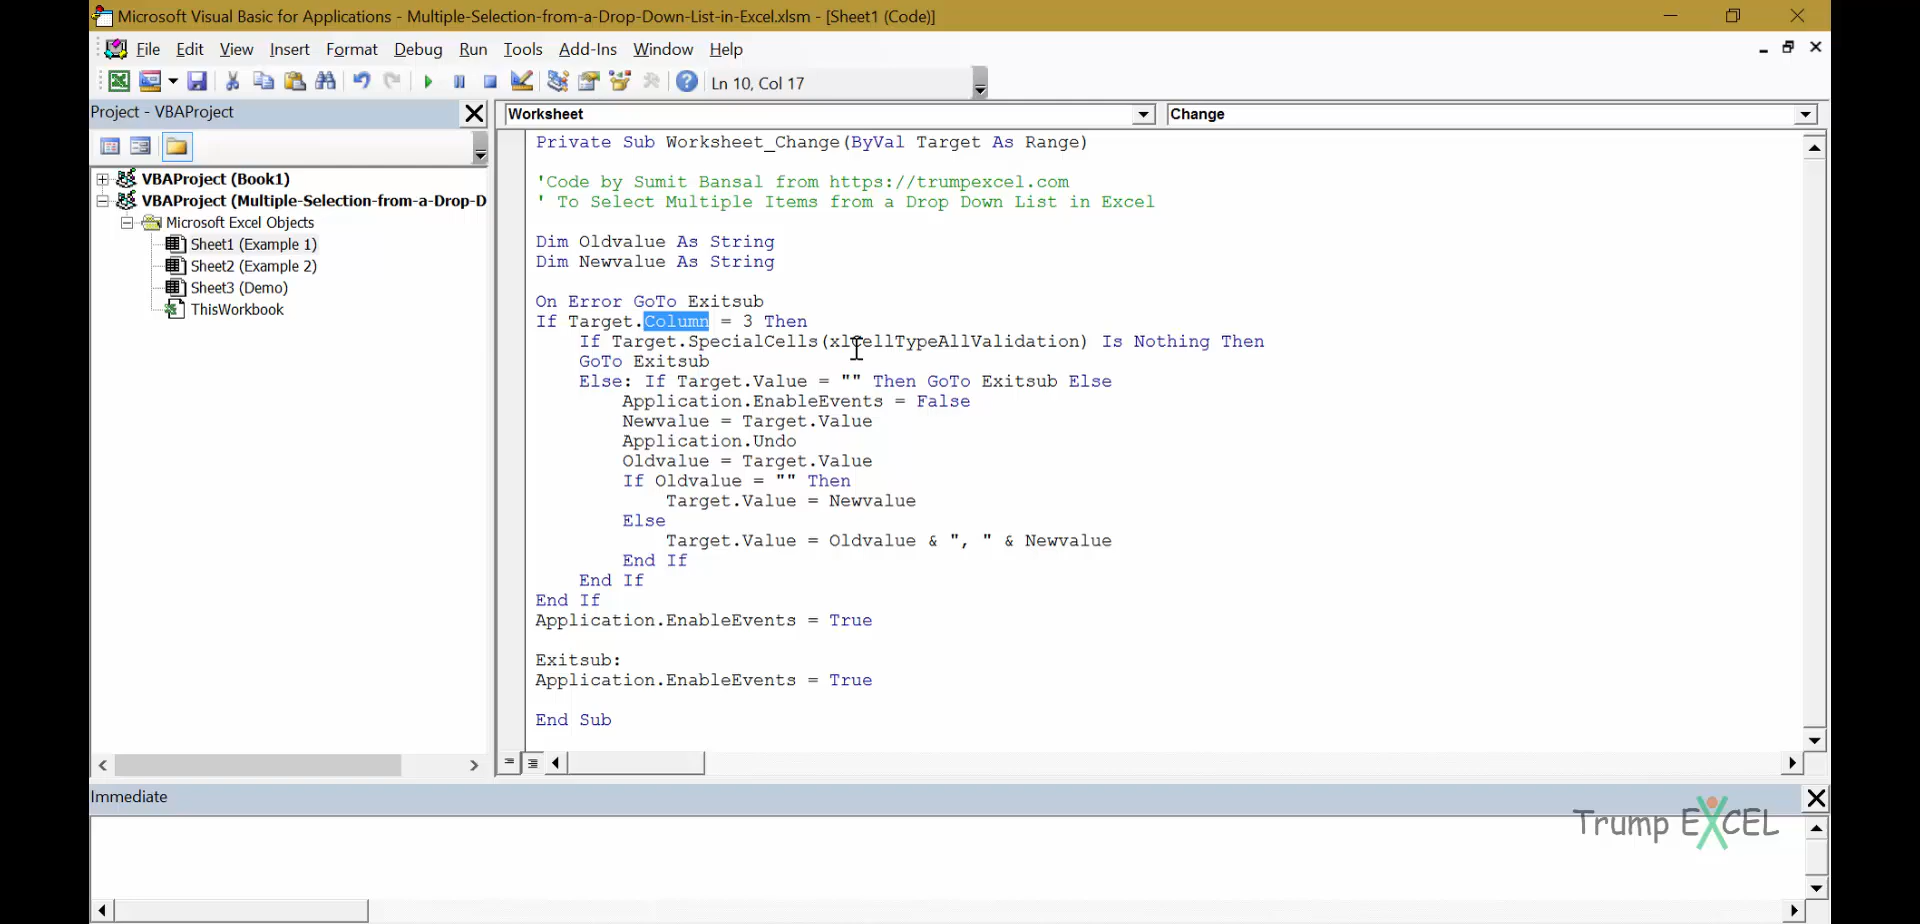 Microsoft Visual Basic for Applications - Multiple-Selection-from-a-Drop-Down-List-in-Excel.xlsm - [Sheet1 (Code)]
File Edit View Insert Format Debug Run Tools Add-Ins Window Help
Ln 10, Col 17
Project - VBAProject
VBAProject (Book1)
VBAProject (Multiple-Selection-from-a-Drop-D
Microsoft Excel Objects
Sheet1 (Example 1)
Sheet2 (Example 2)
Sheet3 (Demo)
ThisWorkbook
Worksheet Change
Private Sub Worksheet_Change(ByVal Target As Range)
'Code by Sumit Bansal from https://trumpexcel.com
' To Select Multiple Items from a Drop Down List in Excel
Dim Oldvalue As String
Dim Newvalue As String
On Error GoTo Exitsub
If Target.Column = 3 Then
If Target.SpecialCells(xlCellTypeAllValidation) Is Nothing Then
GoTo Exitsub
Else: If Target.Value = "" Then GoTo Exitsub Else
Application.EnableEvents = False
Newvalue = Target.Value
Application.Undo
Oldvalue = Target.Value
If Oldvalue = "" Then
Target.Value = Newvalue
Else
Target.Value = Oldvalue & ", " & Newvalue
End If
End If
End If
Application.EnableEvents = True
Exitsub:
Application.EnableEvents = True
End Sub
Immediate
Trump EXCEL